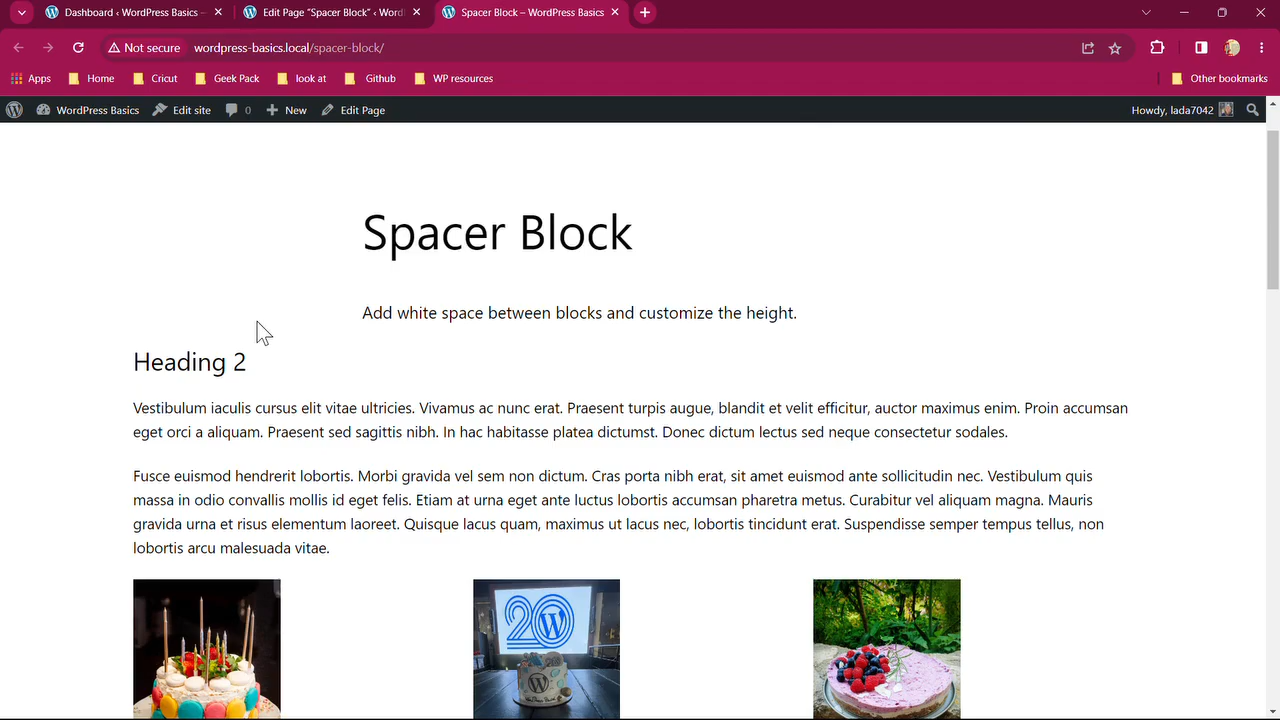 Dashboard ‹ WordPress Basics —
Edit Page “Spacer Block” ‹ Word
Spacer Block – WordPress Basics
Not secure
wordpress-basics.local/spacer-block/
Apps
Home
Cricut
Geek Pack
look at
Github
WP resources
Other bookmarks
WordPress Basics
Edit site
0
New
Edit Page
Howdy, lada7042
Spacer Block
Add white space between blocks and customize the height.
Heading 2
Vestibulum iaculis cursus elit vitae ultricies. Vivamus ac nunc erat. Praesent turpis augue, blandit et velit efficitur, auctor maximus enim. Proin accumsan
eget orci a aliquam. Praesent sed sagittis nibh. In hac habitasse platea dictumst. Donec dictum lectus sed neque consectetur sodales.
Fusce euismod hendrerit lobortis. Morbi gravida vel sem non dictum. Cras porta nibh erat, sit amet euismod ante sollicitudin nec. Vestibulum quis
massa in odio convallis mollis id eget felis. Etiam at urna eget ante luctus lobortis accumsan pharetra metus. Curabitur vel aliquam magna. Mauris
gravida urna et risus elementum laoreet. Quisque lacus quam, maximus ut lacus nec, lobortis tincidunt erat. Suspendisse semper tempus tellus, non
lobortis arcu malesuada vitae.
20